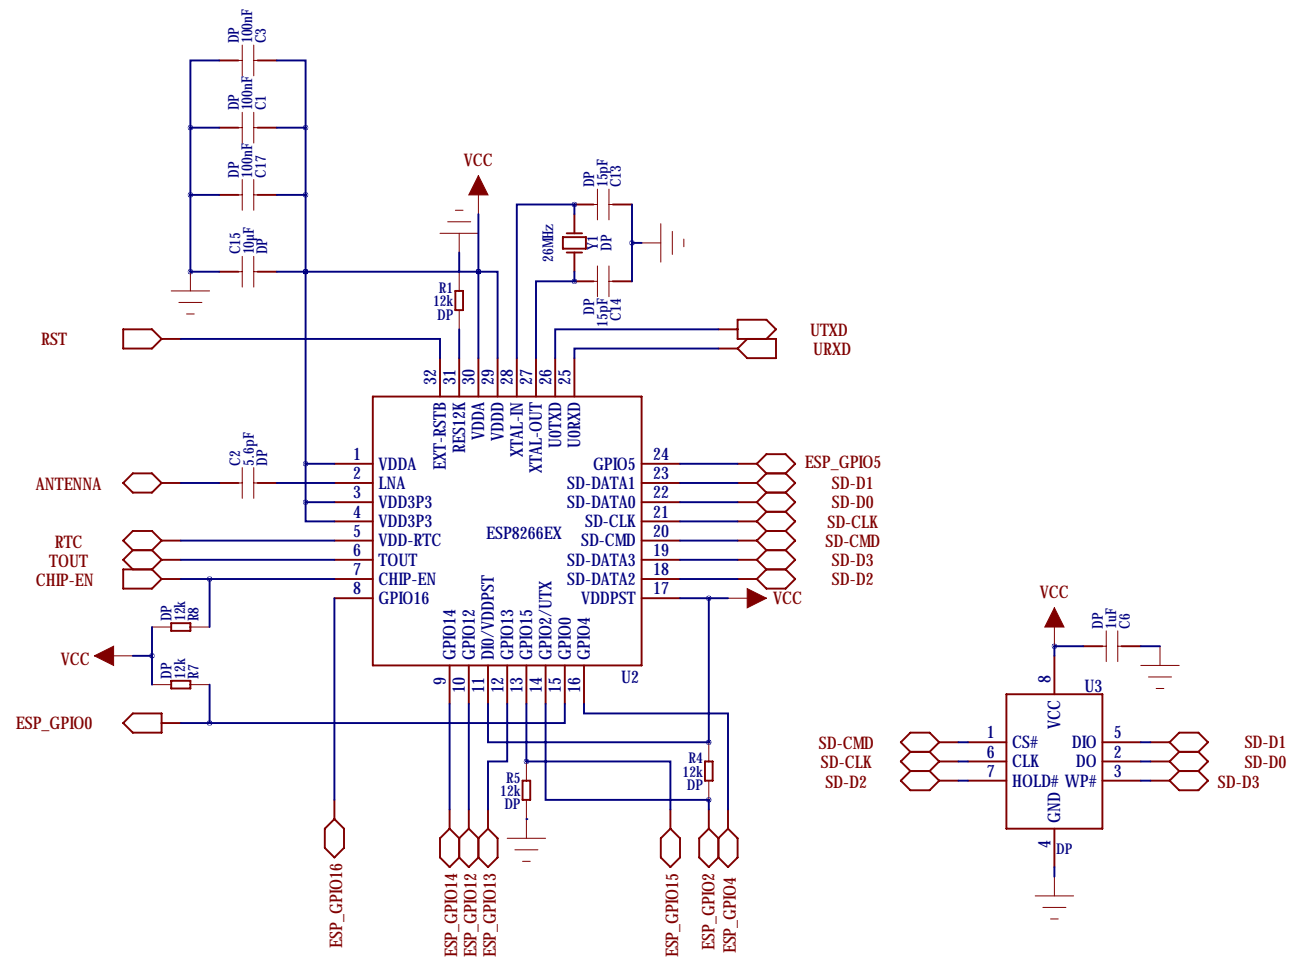 DP
100nF
C3
DP
100nF
C1
DP
100nF
C17
C15
10uF
DP
VCC
DP
15pF
C13
26MHz
Y1
DP
DP
15pF
C14
R1
12k
DP
RST
UTXD
URXD
32
31
30
29
28
27
26
25
EXT-RSTB
RES12K
VDDA
VDDD
XTAL-IN
XTAL-OUT
U0TXD
U0RXD
C2
5.6pF
DP
ANTENNA
RTC
TOUT
CHIP-EN
1 VDDA
2 LNA
3 VDD3P3
4 VDD3P3
5 VDD-RTC
6 TOUT
7 CHIP-EN
8 GPIO16
ESP8266EX
GPIO5 24 ESP_GPIO5
SD-DATA1 23 SD-D1
SD-DATA0 22 SD-D0
SD-CLK 21 SD-CLK
SD-CMD 20 SD-CMD
SD-DATA3 19 SD-D3
SD-DATA2 18 SD-D2
VDDPST 17 VCC
GPIO14
GPIO12
DIO/VDDPST
GPIO13
GPIO15
GPIO2/UTX
GPIO0
GPIO4
U2
9
10
11
12
13
14
15
16
DP
12k
R8
VCC
DP
12k
R7
ESP_GPIO0
R5
12k
DP
R4
12k
DP
ESP_GPIO16
ESP_GPIO14
ESP_GPIO12
ESP_GPIO13
ESP_GPIO15
ESP_GPIO2
ESP_GPIO4
VCC
DP
1uF
C6
8
U3
VCC
SD-CMD 1 CS# DIO 5 SD-D1
SD-CLK 6 CLK DO 2 SD-D0
SD-D2 7 HOLD# WP# 3 SD-D3
GND
4
DP